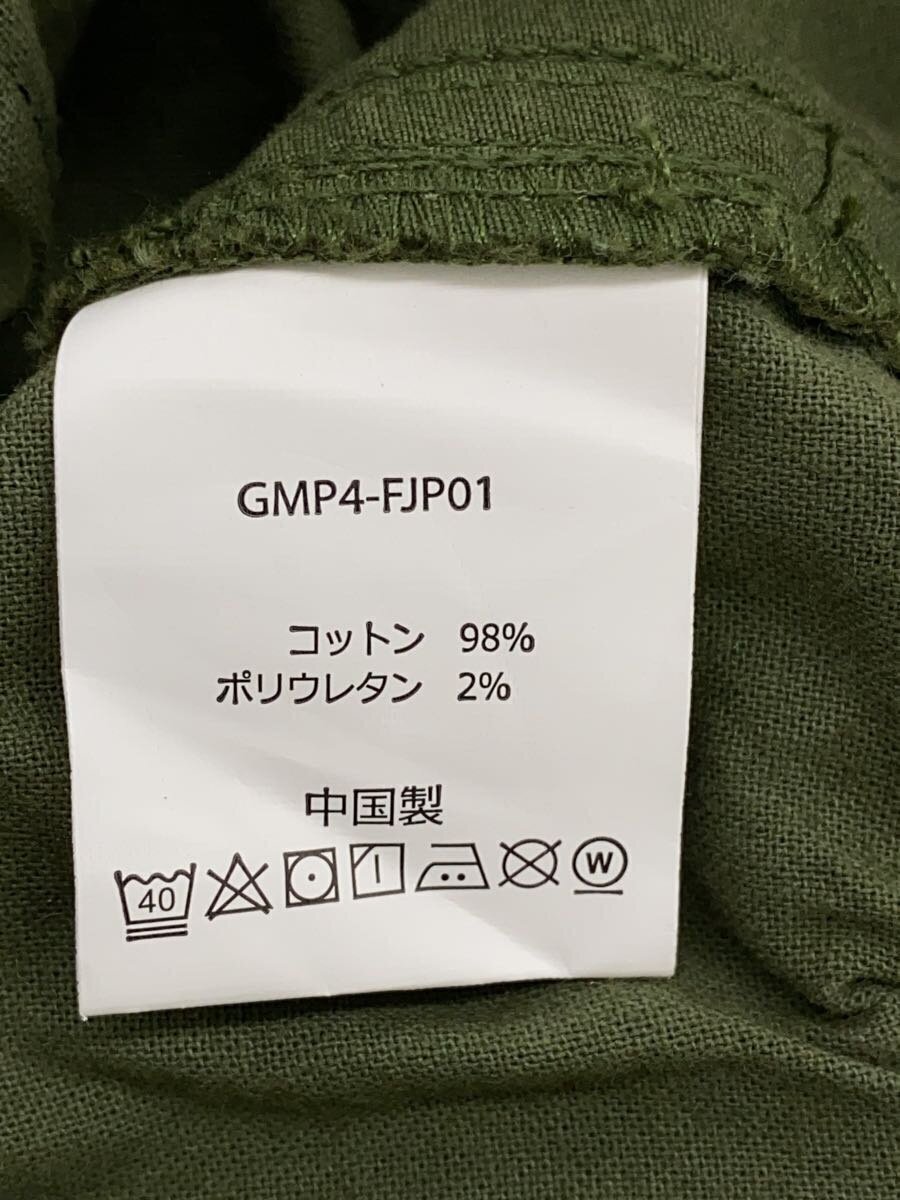 GMP4-FJP01
コットン 98%
ポリウレタン 2%
中国製
40 W